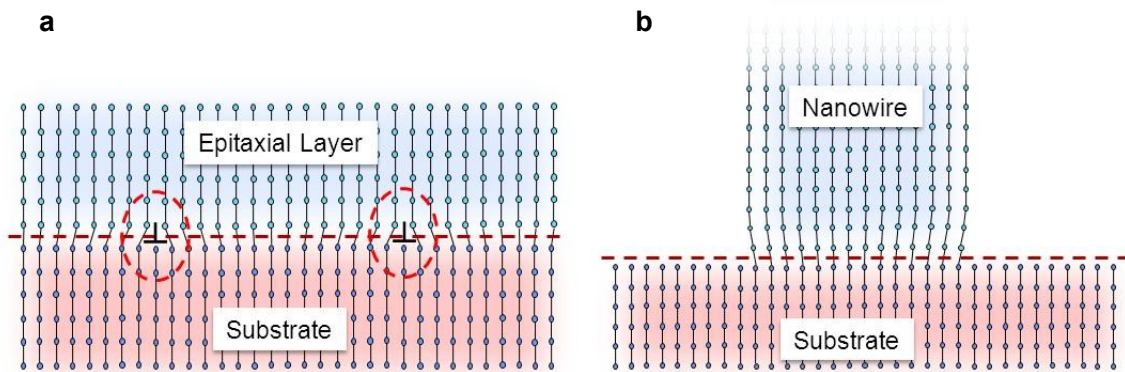 a
b
Epitaxial Layer
Nanowire
Substrate
Substrate